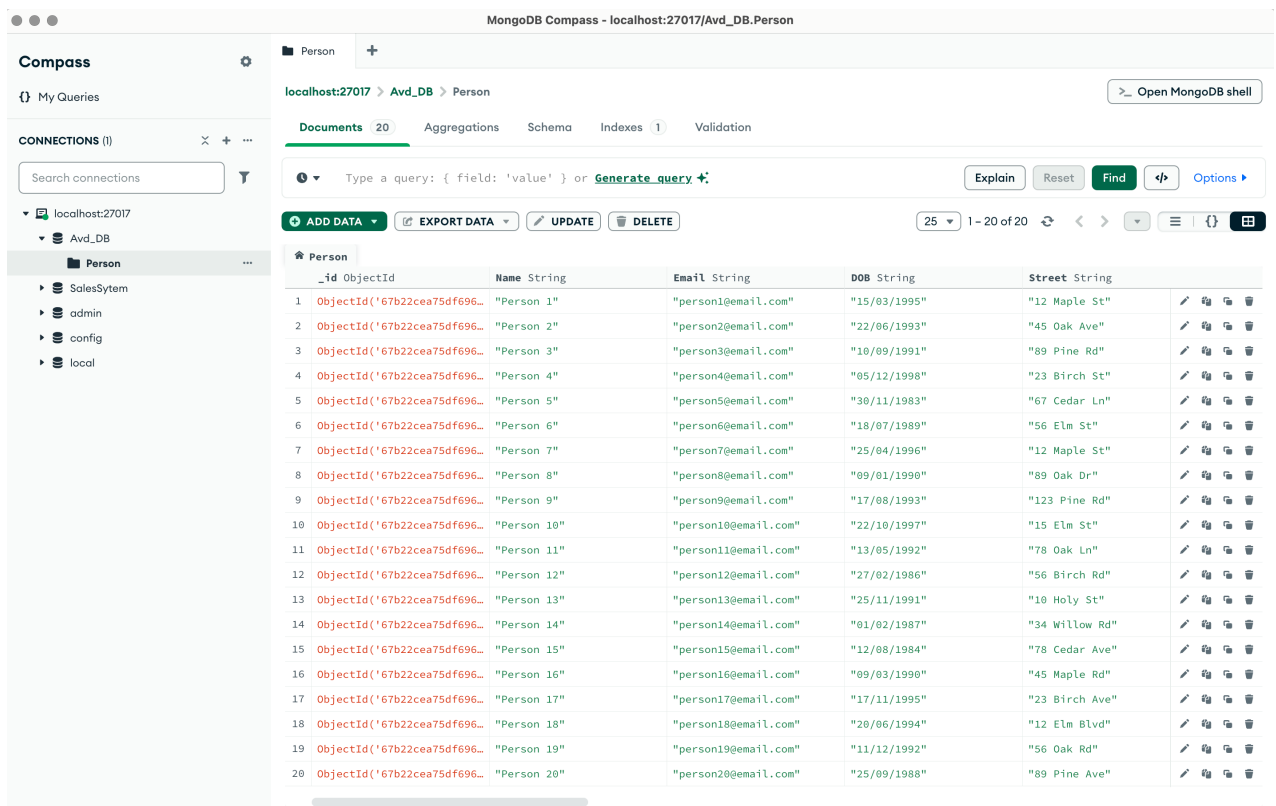 MongoDB Compass - localhost:27017/Avd_DB.Person
Compass
{} My Queries
CONNECTIONS (1)
Search connections
localhost:27017
Avd_DB
Person
SalesSytem
admin
config
local
Person
localhost:27017 > Avd_DB > Person
>_ Open MongoDB shell
Documents 20 Aggregations Schema Indexes 1 Validation
Type a query: { field: 'value' } or Generate query
Explain Reset Find </> Options
ADD DATA EXPORT DATA UPDATE DELETE 25 1 – 20 of 20 {}
Person
_id ObjectId Name String Email String DOB String Street String
1 ObjectId('67b22cea75df696… "Person 1" "person1@email.com" "15/03/1995" "12 Maple St"
2 ObjectId('67b22cea75df696… "Person 2" "person2@email.com" "22/06/1993" "45 Oak Ave"
3 ObjectId('67b22cea75df696… "Person 3" "person3@email.com" "10/09/1991" "89 Pine Rd"
4 ObjectId('67b22cea75df696… "Person 4" "person4@email.com" "05/12/1998" "23 Birch St"
5 ObjectId('67b22cea75df696… "Person 5" "person5@email.com" "30/11/1983" "67 Cedar Ln"
6 ObjectId('67b22cea75df696… "Person 6" "person6@email.com" "18/07/1989" "56 Elm St"
7 ObjectId('67b22cea75df696… "Person 7" "person7@email.com" "25/04/1996" "12 Maple St"
8 ObjectId('67b22cea75df696… "Person 8" "person8@email.com" "09/01/1990" "89 Oak Dr"
9 ObjectId('67b22cea75df696… "Person 9" "person9@email.com" "17/08/1993" "123 Pine Rd"
10 ObjectId('67b22cea75df696… "Person 10" "person10@email.com" "22/10/1997" "15 Elm St"
11 ObjectId('67b22cea75df696… "Person 11" "person11@email.com" "13/05/1992" "78 Oak Ln"
12 ObjectId('67b22cea75df696… "Person 12" "person12@email.com" "27/02/1986" "56 Birch Rd"
13 ObjectId('67b22cea75df696… "Person 13" "person13@email.com" "25/11/1991" "10 Holy St"
14 ObjectId('67b22cea75df696… "Person 14" "person14@email.com" "01/02/1987" "34 Willow Rd"
15 ObjectId('67b22cea75df696… "Person 15" "person15@email.com" "12/08/1984" "78 Cedar Ave"
16 ObjectId('67b22cea75df696… "Person 16" "person16@email.com" "09/03/1990" "45 Maple Rd"
17 ObjectId('67b22cea75df696… "Person 17" "person17@email.com" "17/11/1995" "23 Birch Ave"
18 ObjectId('67b22cea75df696… "Person 18" "person18@email.com" "20/06/1994" "12 Elm Blvd"
19 ObjectId('67b22cea75df696… "Person 19" "person19@email.com" "11/12/1992" "56 Oak Rd"
20 ObjectId('67b22cea75df696… "Person 20" "person20@email.com" "25/09/1988" "89 Pine Ave"